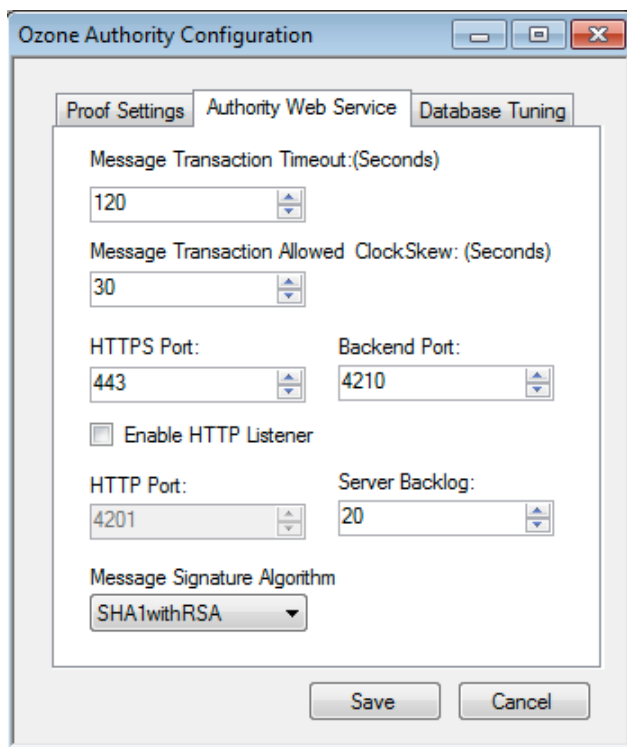 Ozone Authority Configuration
Proof Settings Authority Web Service Database Tuning
Message Transaction Timeout:(Seconds)
120
Message Transaction Allowed ClockSkew: (Seconds)
30
HTTPS Port: Backend Port:
443 4210
Enable HTTP Listener
HTTP Port: Server Backlog:
4201 20
Message Signature Algorithm
SHA1withRSA
Save Cancel